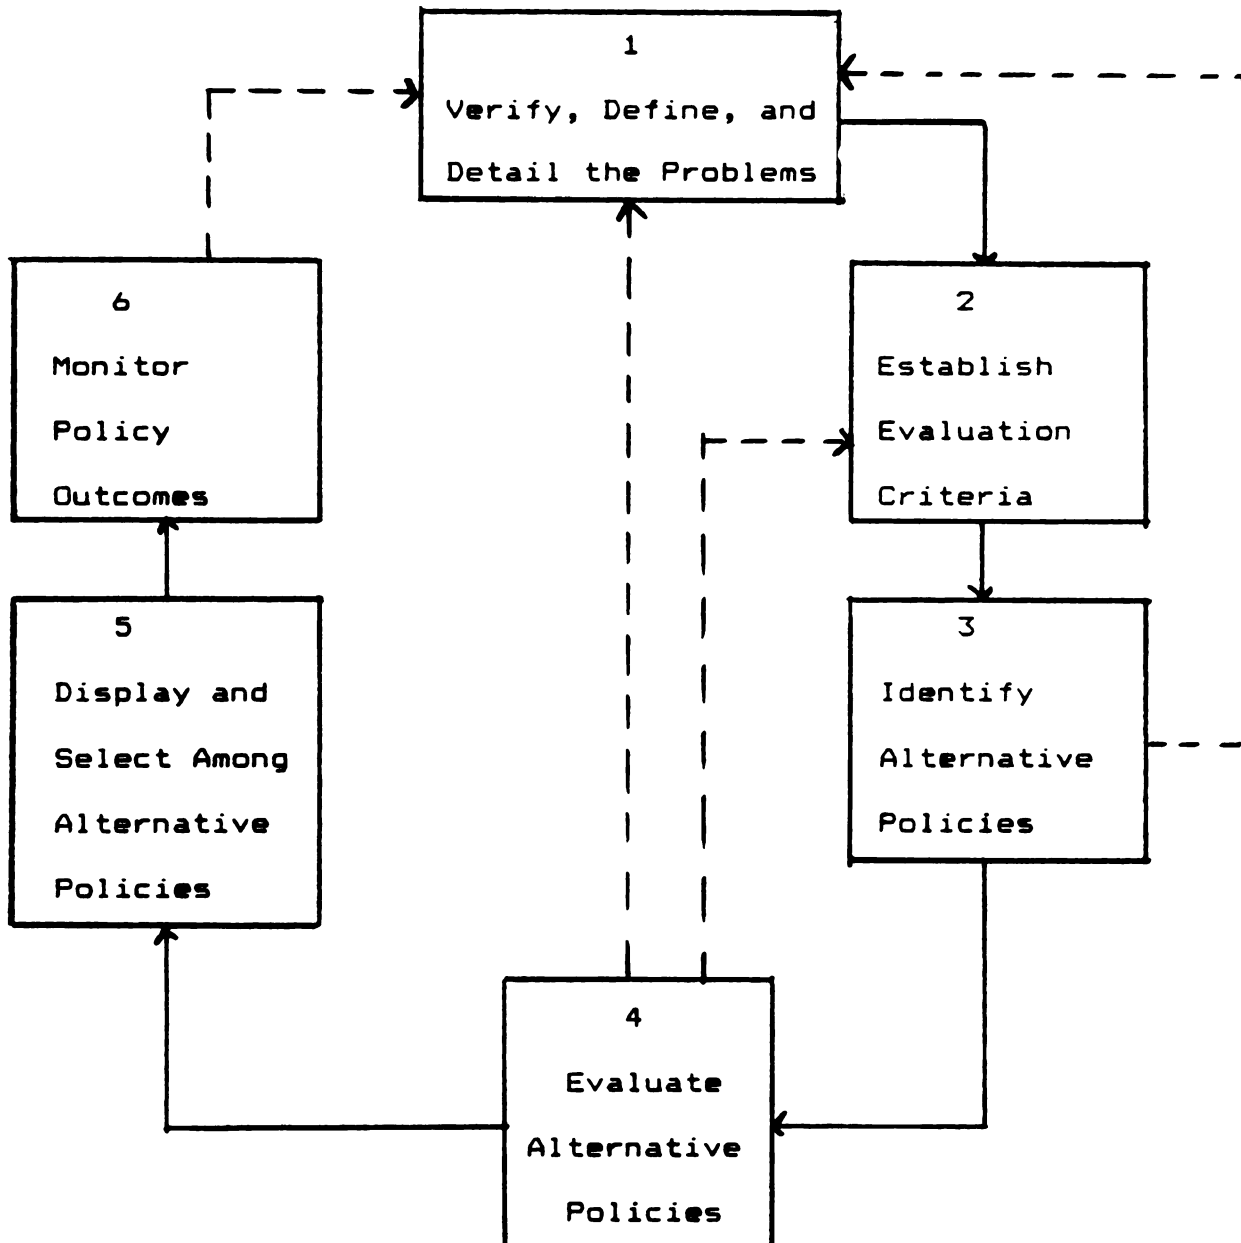 1
Verify, Define, and
Detail the Problems
2
Establish
Evaluation
Criteria
3
Identify
Alternative
Policies
4
Evaluate
Alternative
Policies
5
Display and
Select Among
Alternative
Policies
6
Monitor
Policy
Outcomes